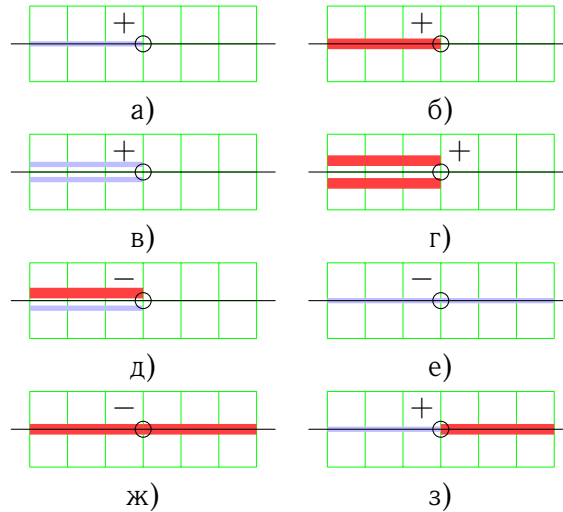 + +
а) б)
+ +
в) г)
− −
д) е)
− +
ж) з)